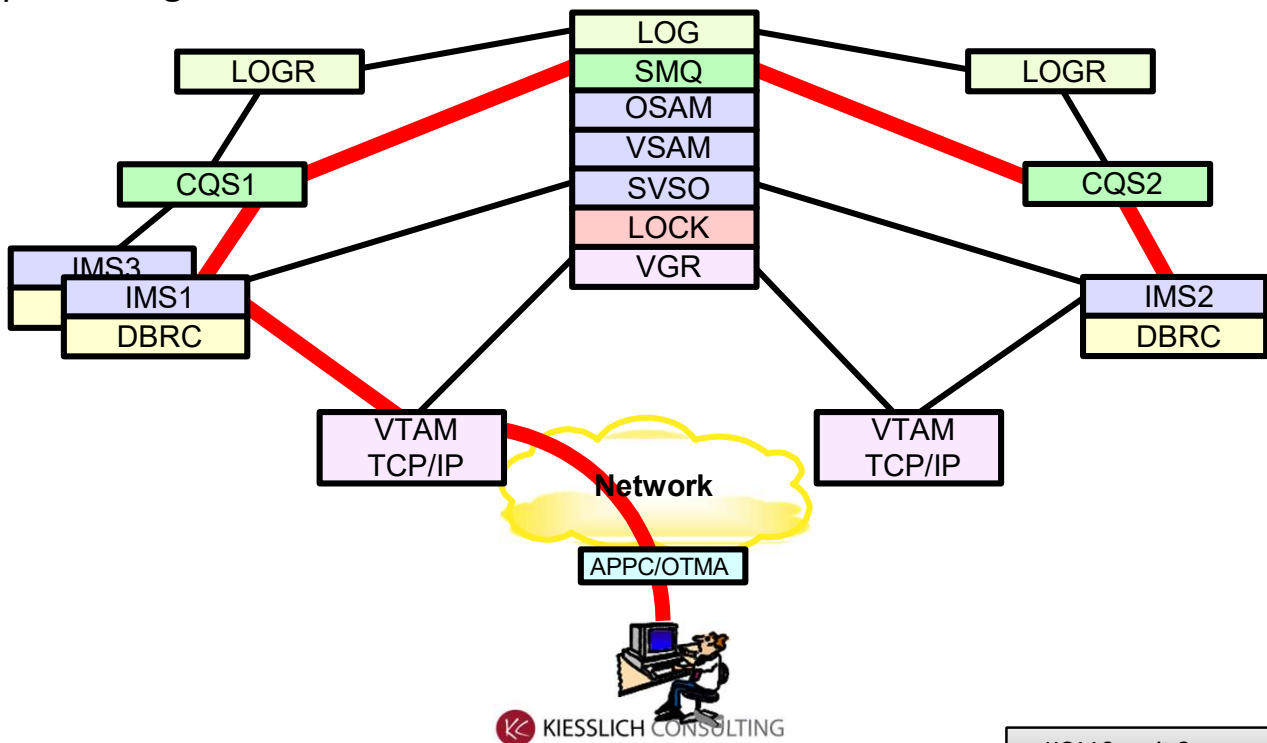 LOG
LOGR
SMQ
LOGR
OSAM
VSAM
CQS1
SVSO
CQS2
LOCK
IMS3
VGR
IMS1
IMS2
DBRC
DBRC
VTAM
TCP/IP
VTAM
TCP/IP
Network
APPC/OTMA
KC KIESSLICH CONSULTING